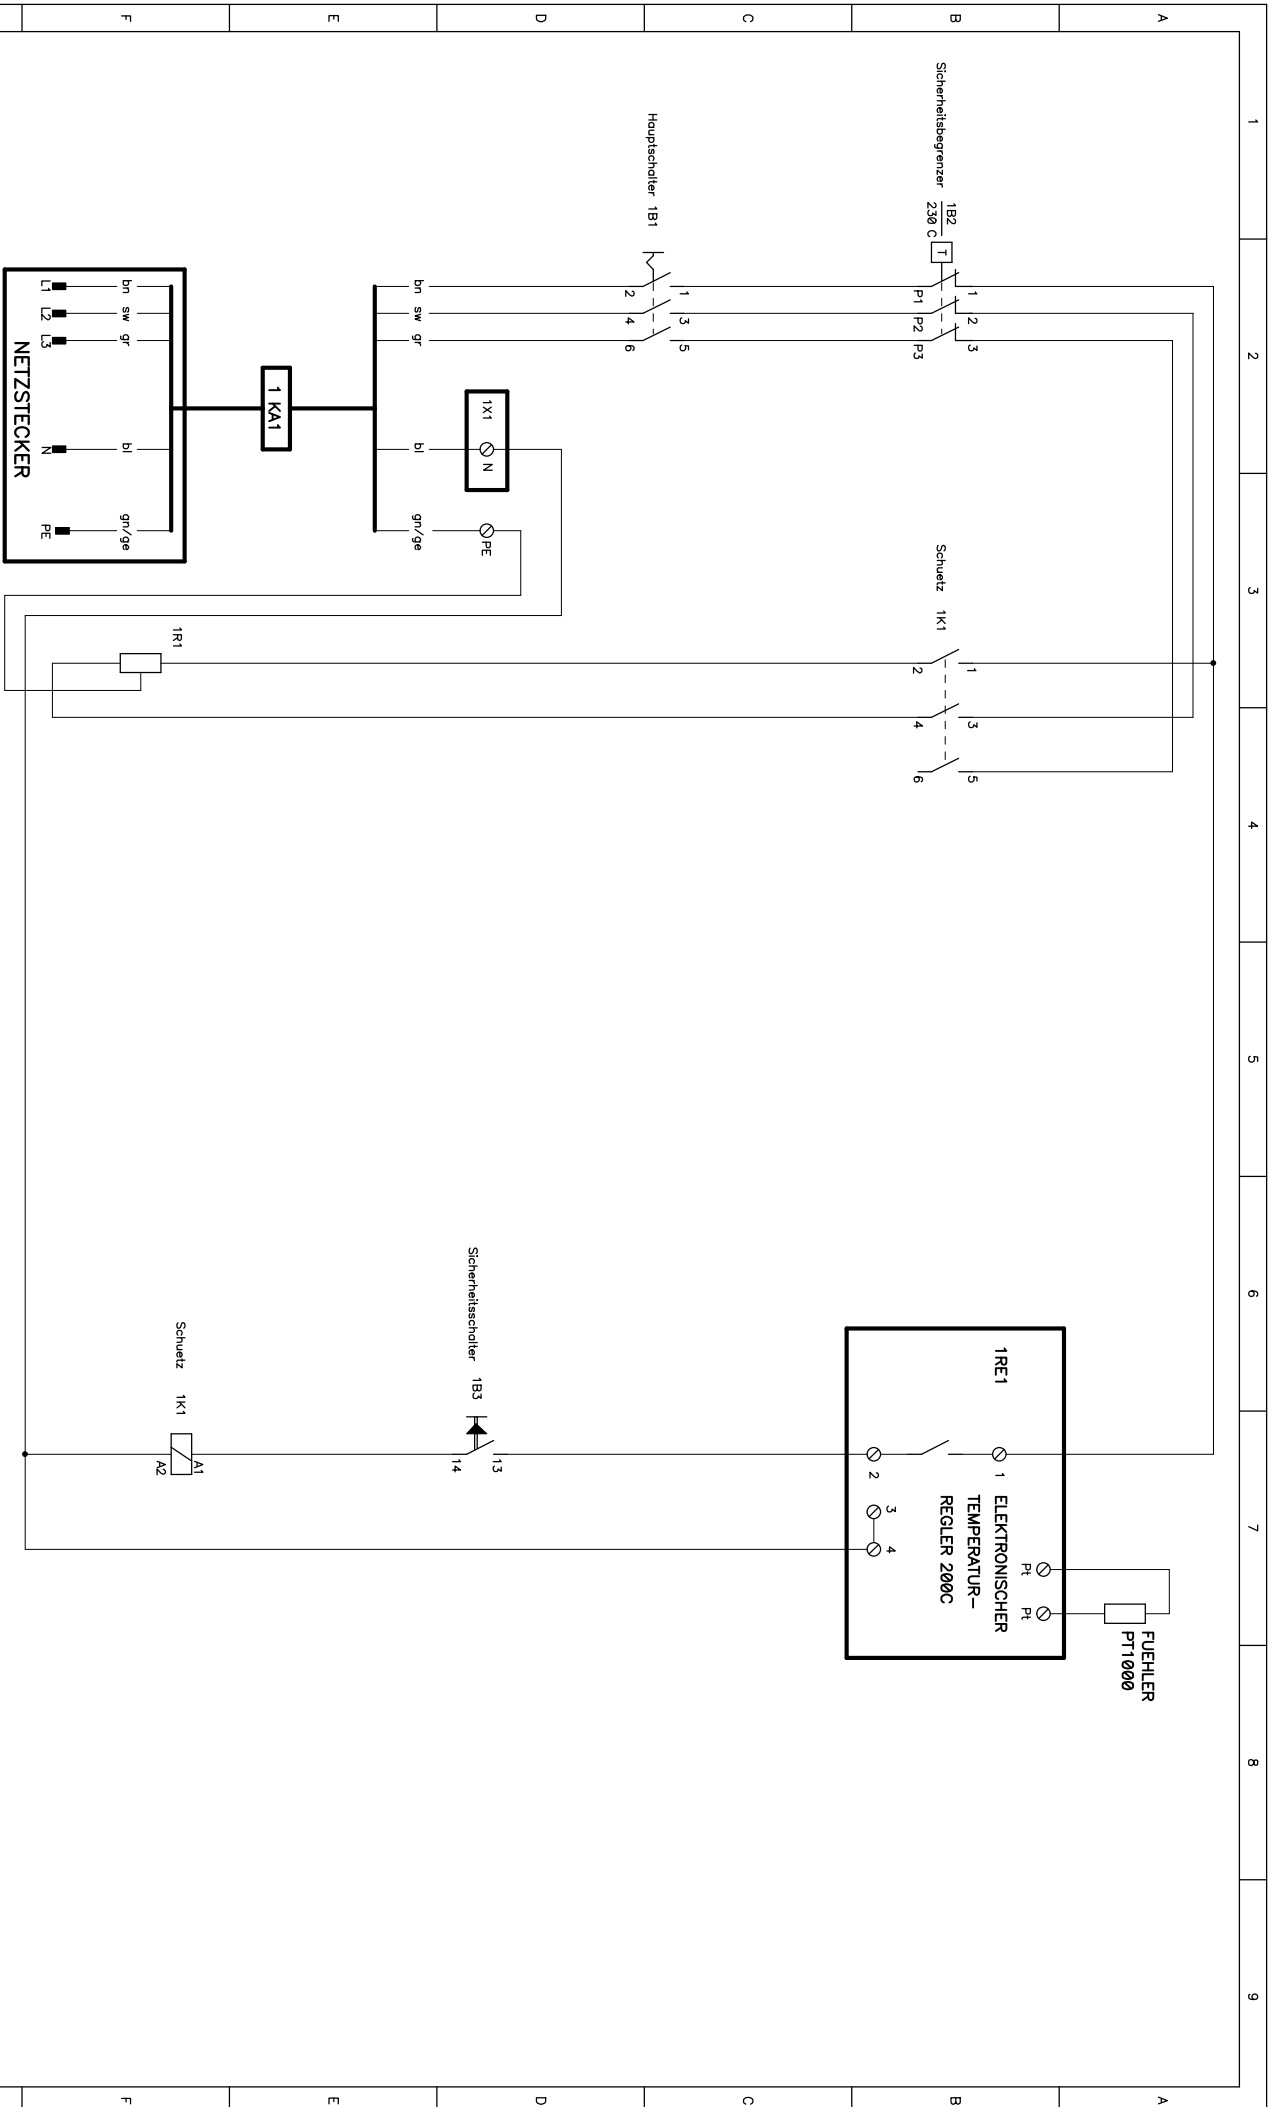 1 2 3 4 5 6 7 8 9
A A
1B2
Sicherheitsbegrenzer 230 C T
1 2 3
P1 P2 P3
Schuetz 1K1
1 3 5
2 4 6
FUEHLER
PT1000
Pt Pt
1RE1
1 ELEKTRONISCHER
TEMPERATUR-
REGLER 200C
3 4
2
B B
C C
Hauptschalter 1B1
1 3 5
2 4 6
D D
1X1
N
PE
Sicherheitsschalter 1B3
13
14
bn sw gr bl gn/ge
E E
1 KA1
1R1
Schuetz 1K1
A1
A2
F F
bn sw gr bl gn/ge
L1 L2 L3 N PE
NETZSTECKER